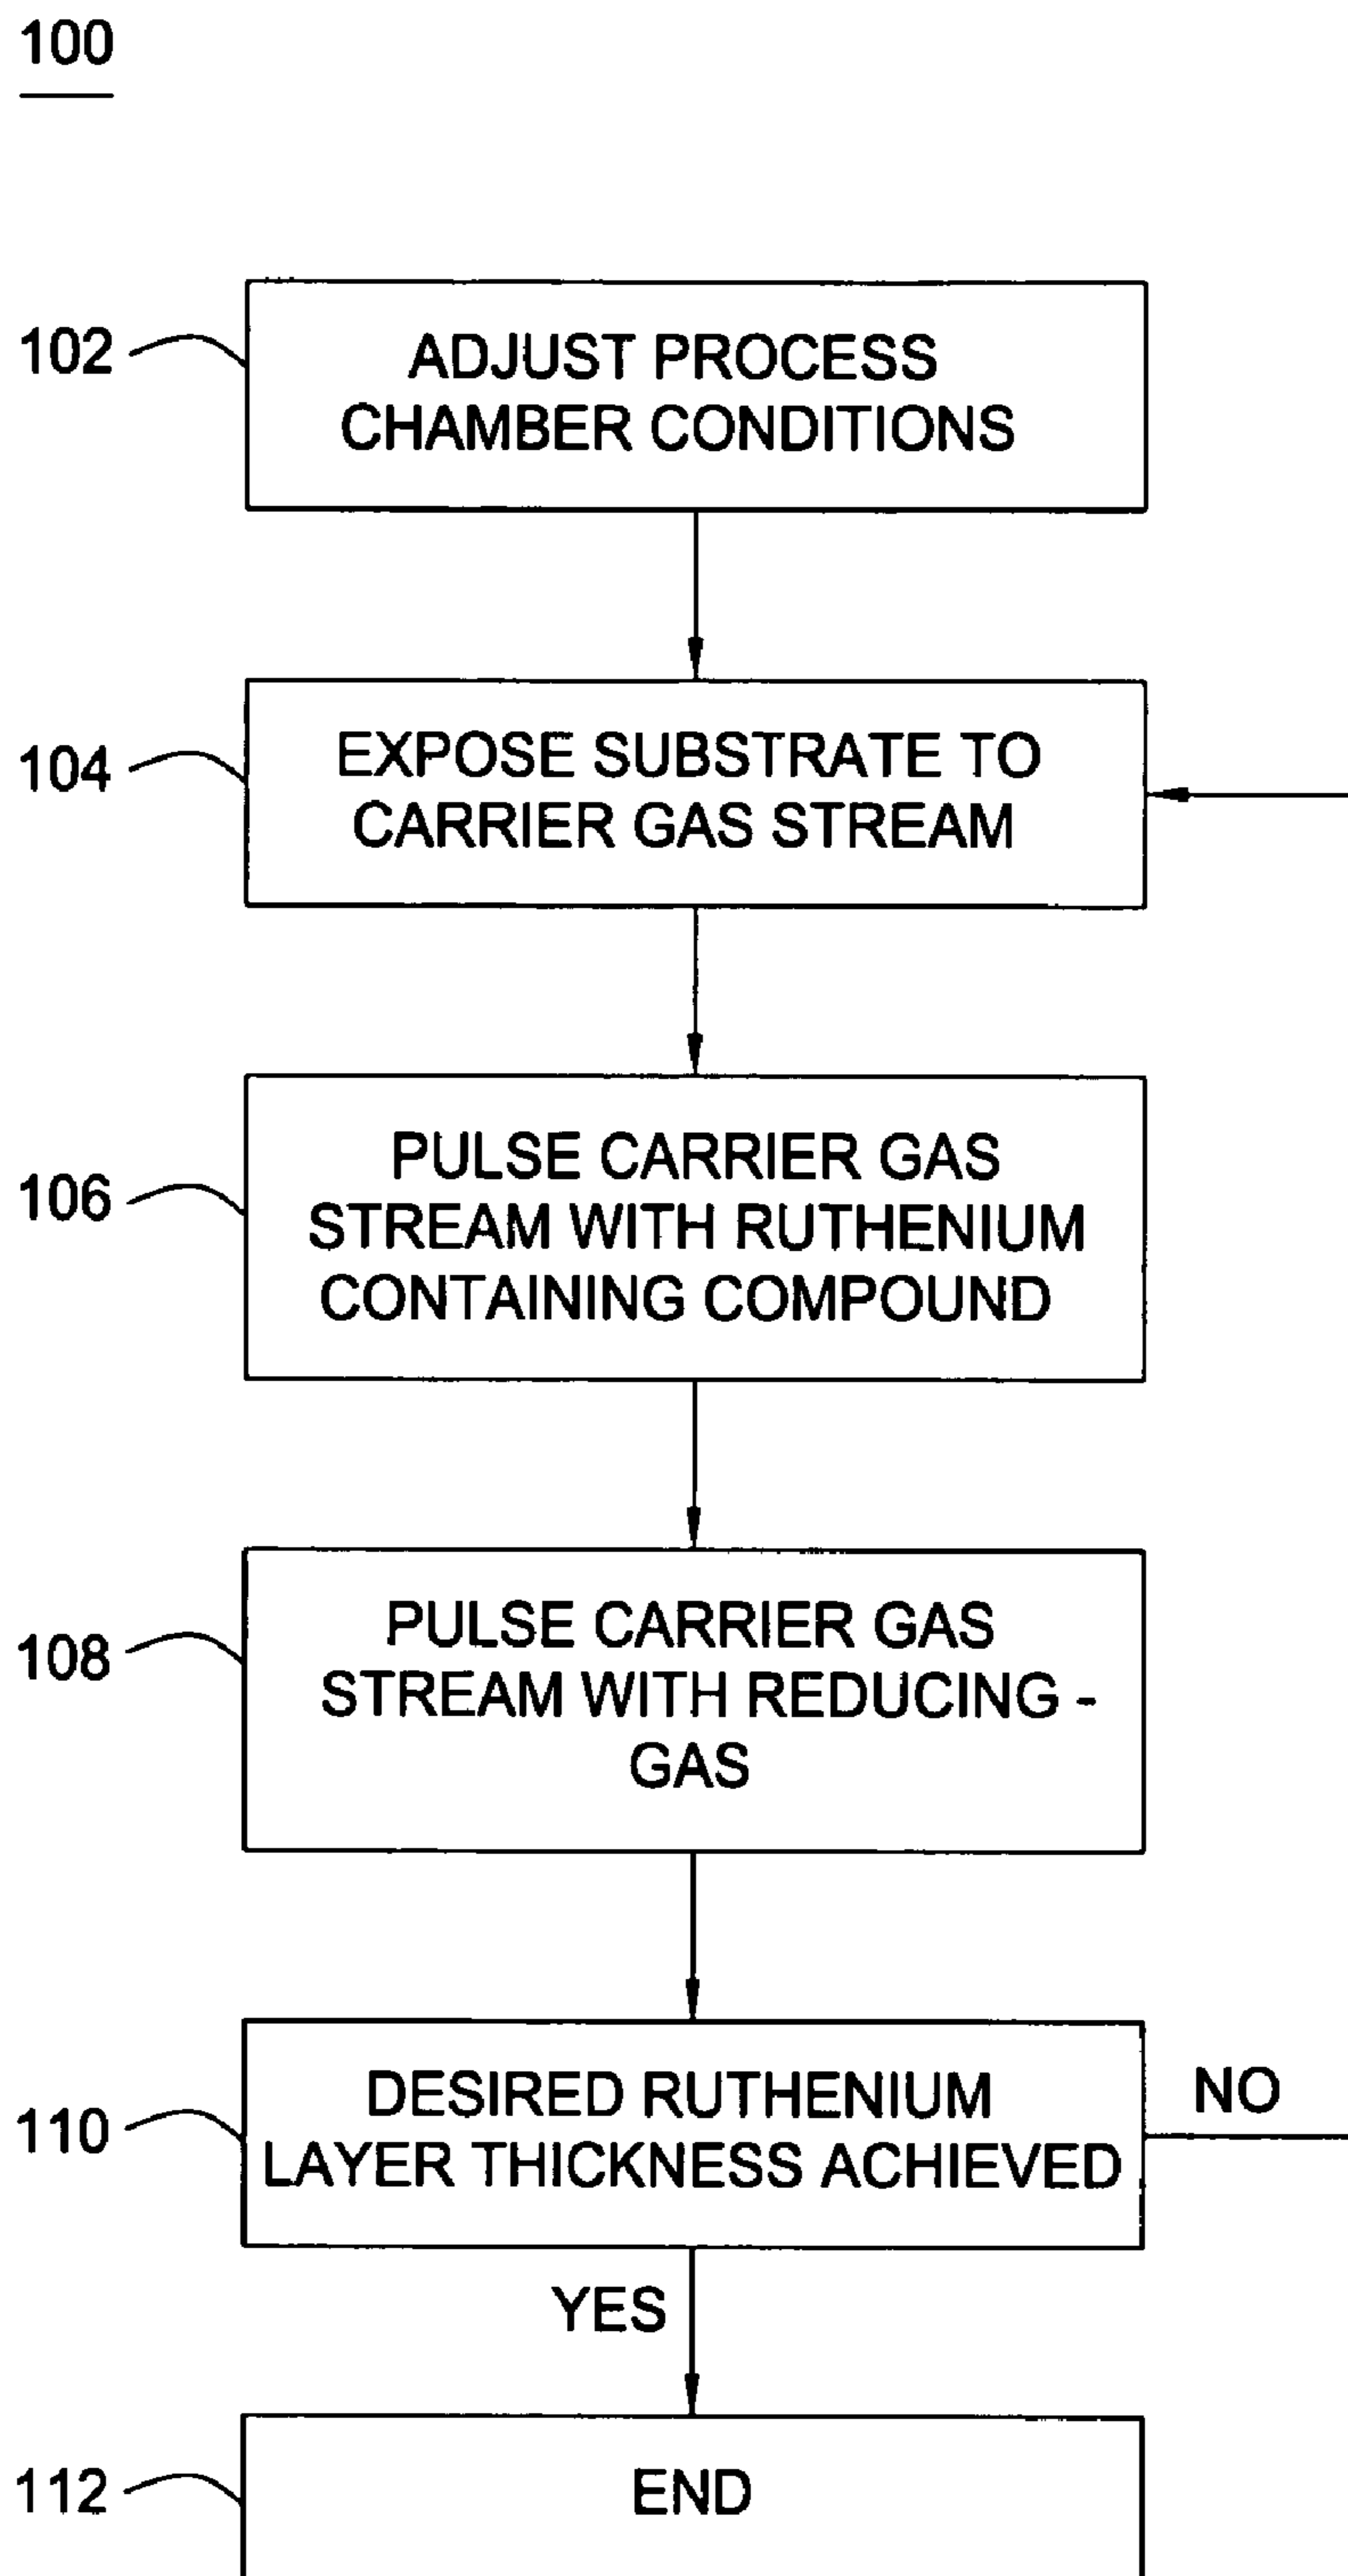 100
102
ADJUST PROCESS
CHAMBER CONDITIONS
104
EXPOSE SUBSTRATE TO
CARRIER GAS STREAM
106
PULSE CARRIER GAS
STREAM WITH RUTHENIUM
CONTAINING COMPOUND
108
PULSE CARRIER GAS
STREAM WITH REDUCING -
GAS
110
DESIRED RUTHENIUM
LAYER THICKNESS ACHIEVED
NO
YES
112
END